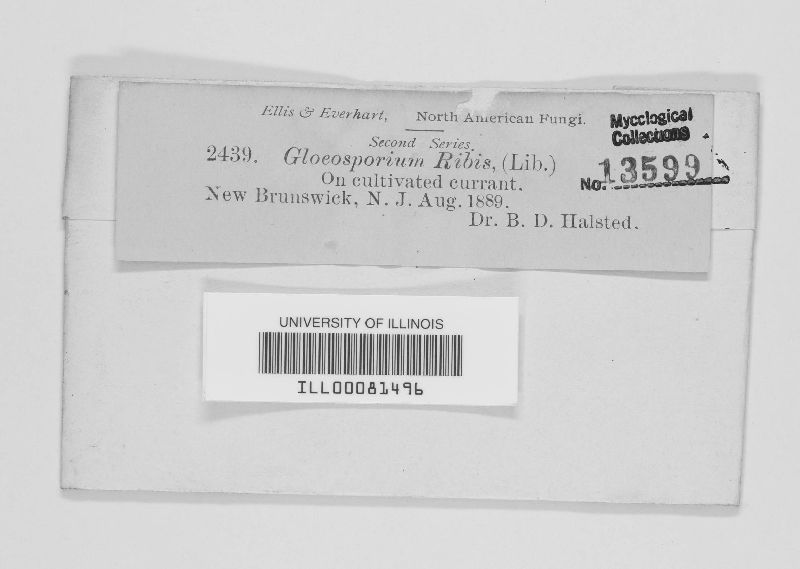 Ellis & Everhart, North American Fungi.
Second Series.
2439. Gloeosporium Ribis, (Lib.)
On cultivated currant.
New Brunswick, N. J. Aug. 1889.
Dr. B. D. Halsted.
Mycological
Collections
No. 13599
UNIVERSITY OF ILLINOIS
ILL00081496